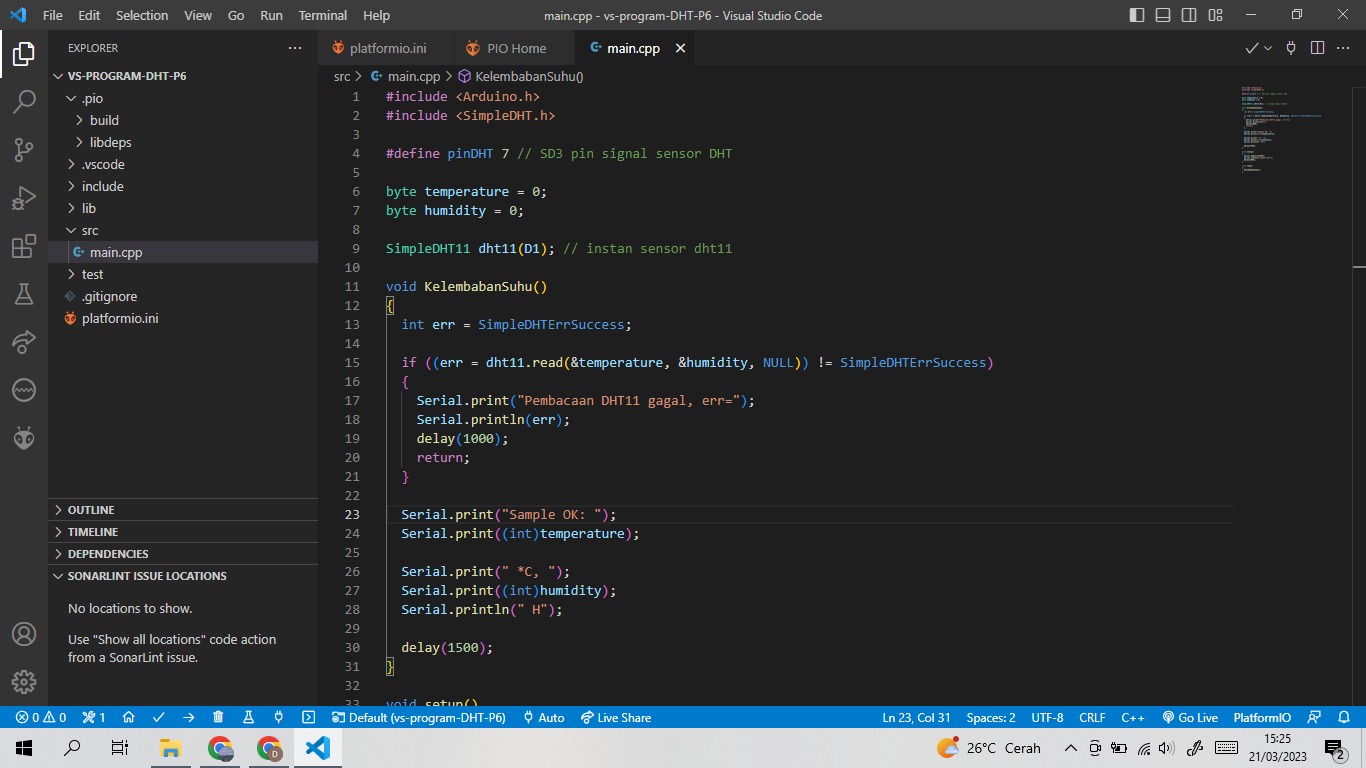 File Edit Selection View Go Run Terminal Help
main.cpp - vs-program-DHT-P6 - Visual Studio Code
EXPLORER
VS-PROGRAM-DHT-P6
.pio
build
libdeps
.vscode
include
lib
src
main.cpp
test
.gitignore
platformio.ini
OUTLINE
TIMELINE
DEPENDENCIES
SONARLINT ISSUE LOCATIONS
No locations to show.
Use "Show all locations" code action
from a SonarLint issue.
platformio.ini PIO Home main.cpp
src > main.cpp > KelembabanSuhu()
1 #include <Arduino.h>
2 #include <SimpleDHT.h>
3
4 #define pinDHT 7 // SD3 pin signal sensor DHT
5
6 byte temperature = 0;
7 byte humidity = 0;
8
9 SimpleDHT11 dht11(D1); // instan sensor dht11
10
11 void KelembabanSuhu()
12 {
13 int err = SimpleDHTErrSuccess;
14
15 if ((err = dht11.read(&temperature, &humidity, NULL)) != SimpleDHTErrSuccess)
16 {
17 Serial.print("Pembacaan DHT11 gagal, err=");
18 Serial.println(err);
19 delay(1000);
20 return;
21 }
22
23 Serial.print("Sample OK: ");
24 Serial.print((int)temperature);
25
26 Serial.print(" *C, ");
27 Serial.print((int)humidity);
28 Serial.println(" H");
29
30 delay(1500);
31 }
32
33 void setup()
0 0 1 Default (vs-program-DHT-P6) Auto Live Share Ln 23, Col 31 Spaces: 2 UTF-8 CRLF C++ Go Live PlatformIO
26°C Cerah
15:25
21/03/2023
2